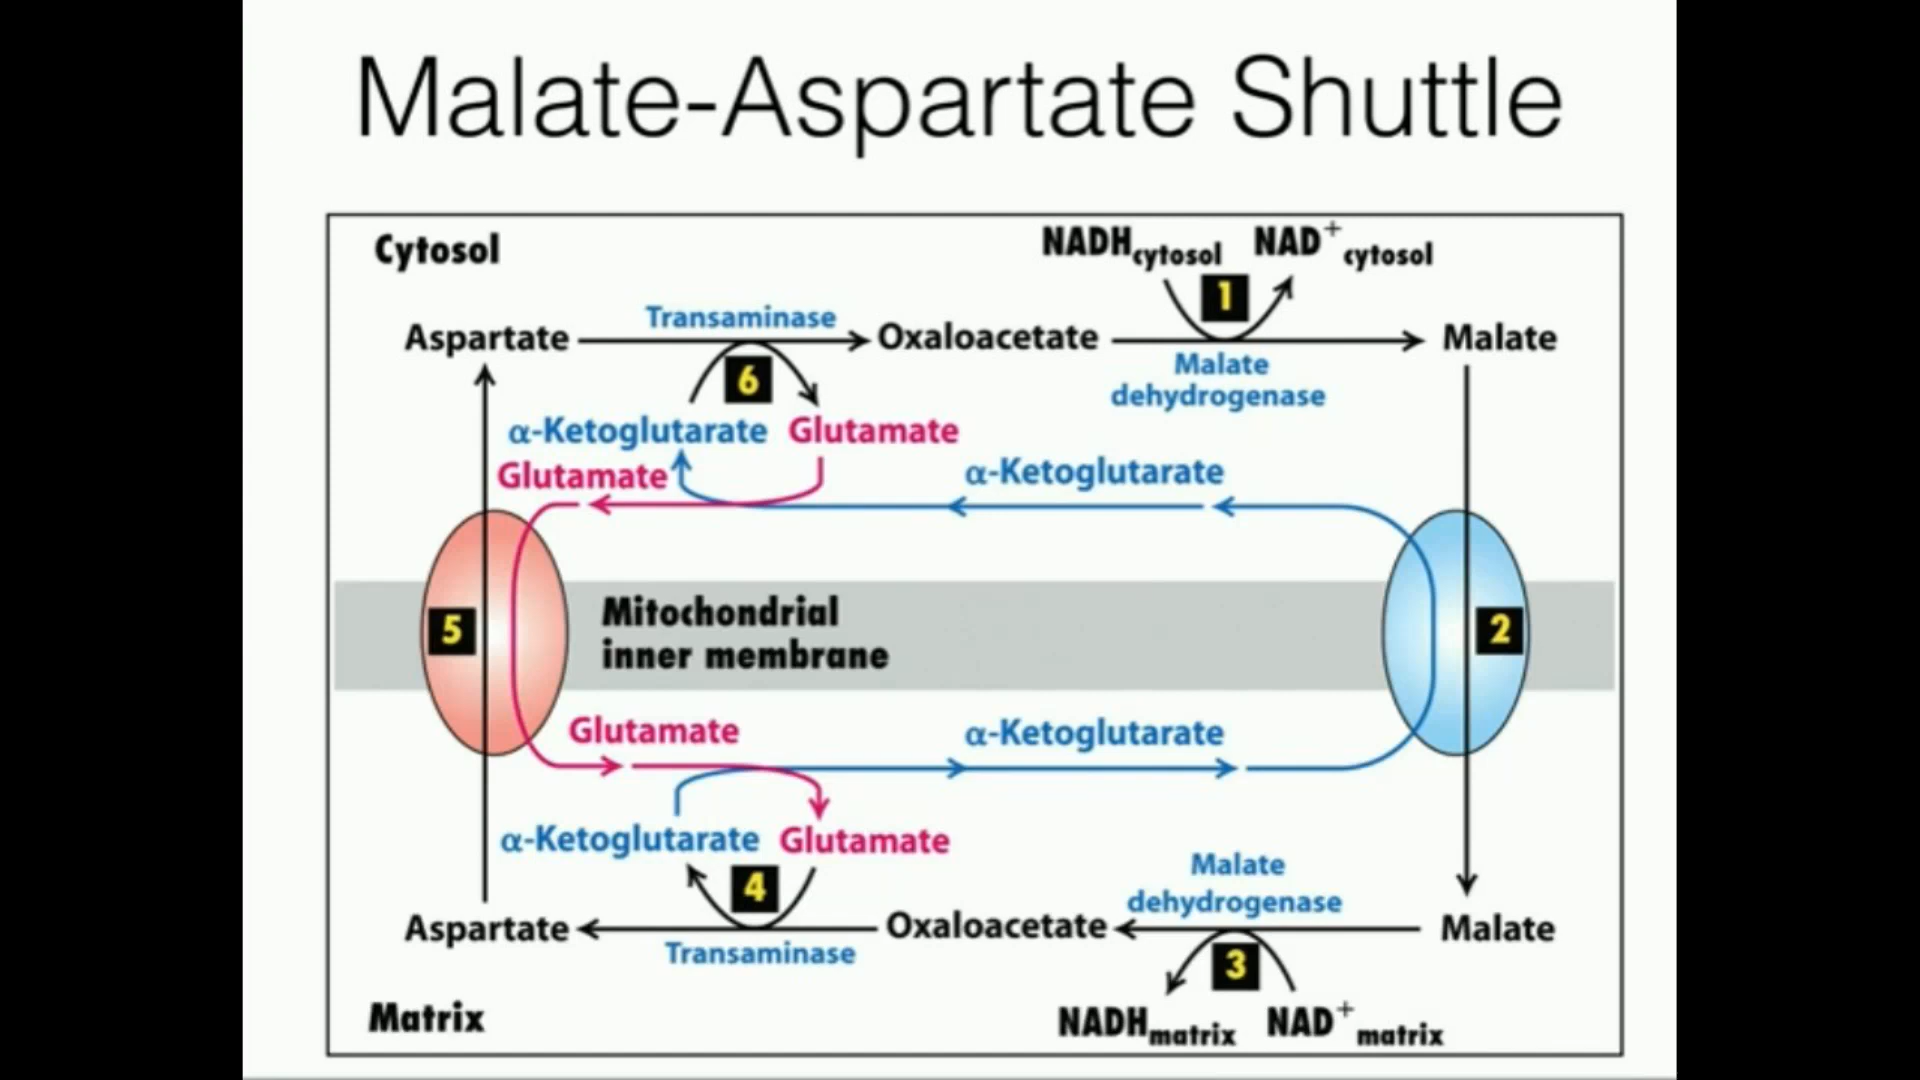 Malate-Aspartate Shuttle
Cytosol
NADHcytosol NAD+cytosol
1
Aspartate Transaminase Oxaloacetate Malate
Malate
dehydrogenase
6
α-Ketoglutarate Glutamate
Glutamate α-Ketoglutarate
5 Mitochondrial
inner membrane
2
Glutamate α-Ketoglutarate
α-Ketoglutarate Glutamate
4
Malate
dehydrogenase
Aspartate Oxaloacetate Malate
Transaminase
3
Matrix
NADHmatrix NAD+matrix